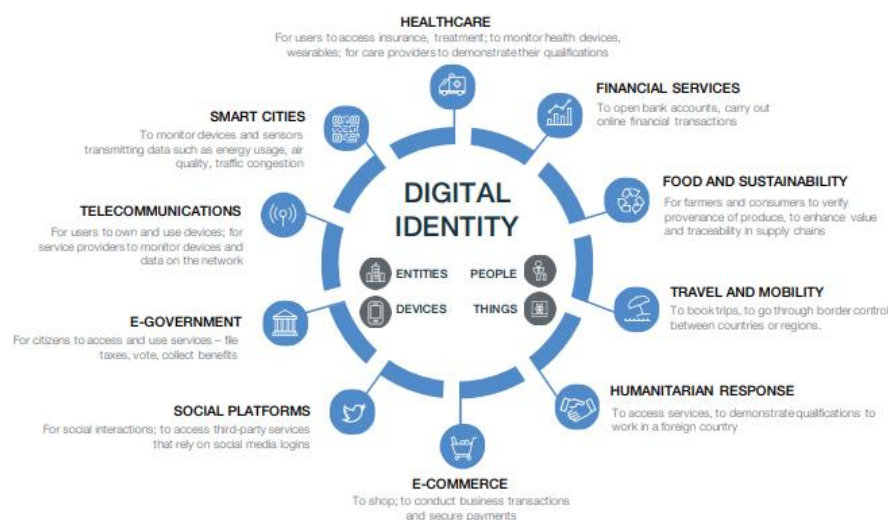 HEALTHCARE
For users to access insurance, treatment; to monitor health devices,
wearables; for care providers to demonstrate their qualifications
FINANCIAL SERVICES
To open bank accounts, carry out
online financial transactions
SMART CITIES
To monitor devices and sensors
transmitting data such as energy usage, air
quality, traffic congestion
FOOD AND SUSTAINABILITY
For farmers and consumers to verify
provenance of produce, to enhance value
and traceability in supply chains
TELECOMMUNICATIONS
For users to own and use devices; for
service providers to monitor devices and
data on the network
DIGITAL
IDENTITY
ENTITIES
PEOPLE
DEVICES
THINGS
TRAVEL AND MOBILITY
To book trips, to go through border control
between countries or regions.
E-GOVERNMENT
For citizens to access and use services – file
taxes, vote, collect benefits
HUMANITARIAN RESPONSE
To access services, to demonstrate qualifications to
work in a foreign country
SOCIAL PLATFORMS
For social interactions; to access third-party services
that rely on social media logins
E-COMMERCE
To shop; to conduct business transactions
and secure payments